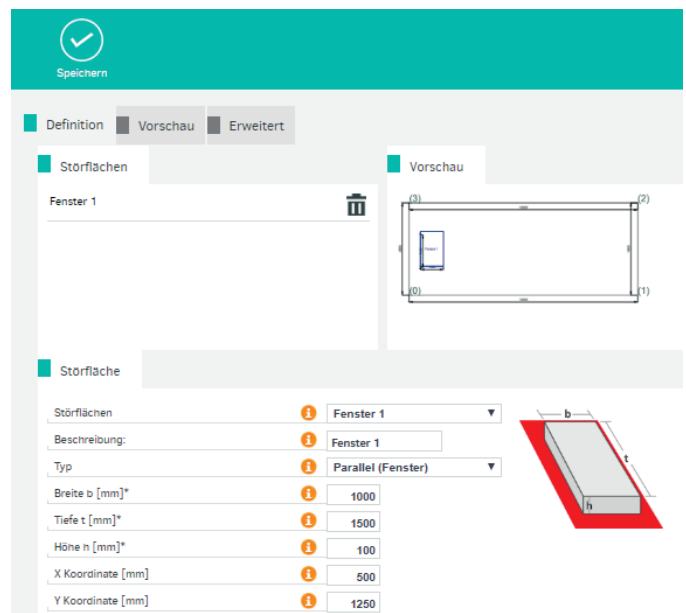 Speichern
Definition Vorschau Erweitert
Störflächen
Vorschau
Fenster 1
(3) (2)
(0) (1)
Störfläche
Störflächen Fenster 1
Beschreibung: Fenster 1
Typ Parallel (Fenster)
Breite b [mm]* 1000
Tiefe t [mm]* 1500
Höhe h [mm]* 100
X Koordinate [mm] 500
Y Koordinate [mm] 1250
b
t
h